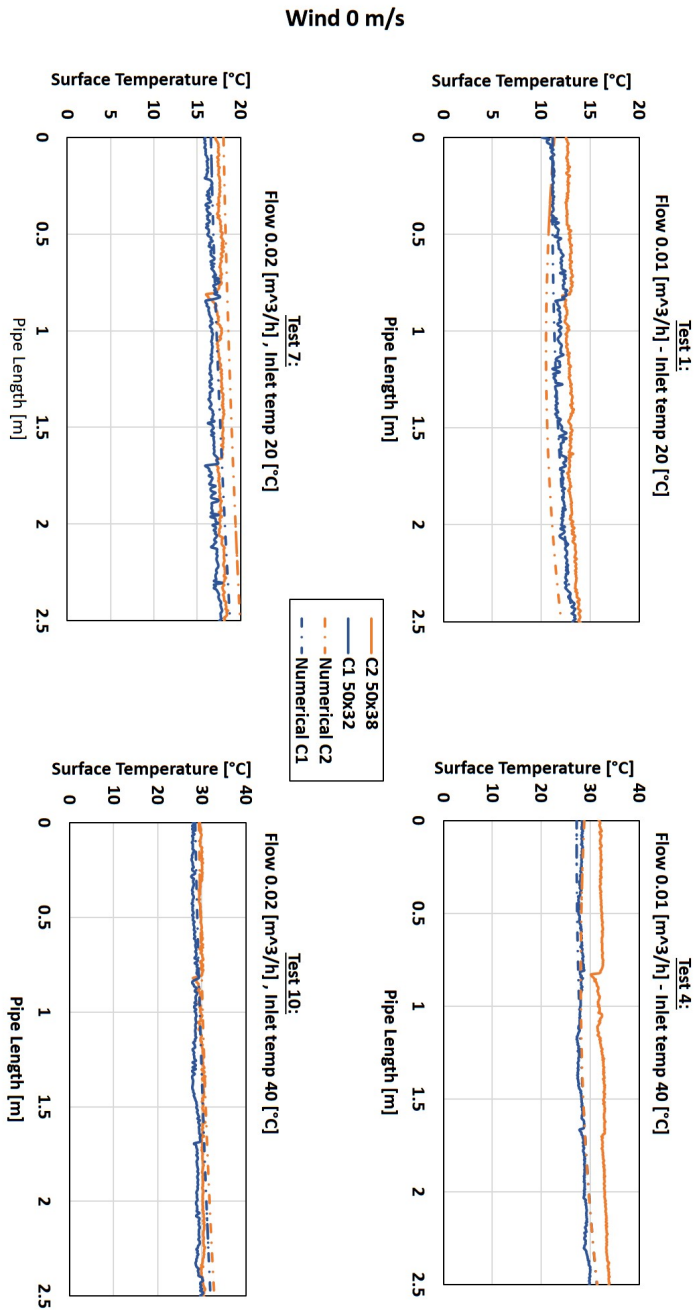 Wind 0 m/s
Test 1:
Flow 0.01 [m^3/h] - Inlet temp 20 [°C]
Surface Temperature [°C]
20
15
10
5
0
0 0.5 1 1.5 2 2.5
Pipe Length [m]
Test 4:
Flow 0.01 [m^3/h] - Inlet temp 40 [°C]
Surface Temperature [°C]
40
30
20
10
0
0 0.5 1 1.5 2 2.5
Pipe Length [m]
C2 50x38
C1 50x32
Numerical C2
Numerical C1
Test 7:
Flow 0.02 [m^3/h] , Inlet temp 20 [°C]
Surface Temperature [°C]
20
15
10
5
0
0 0.5 1 1.5 2 2.5
Pipe Length [m]
Test 10:
Flow 0.02 [m^3/h] , Inlet temp 40 [°C]
Surface Temperature [°C]
40
30
20
10
0
0 0.5 1 1.5 2 2.5
Pipe Length [m]